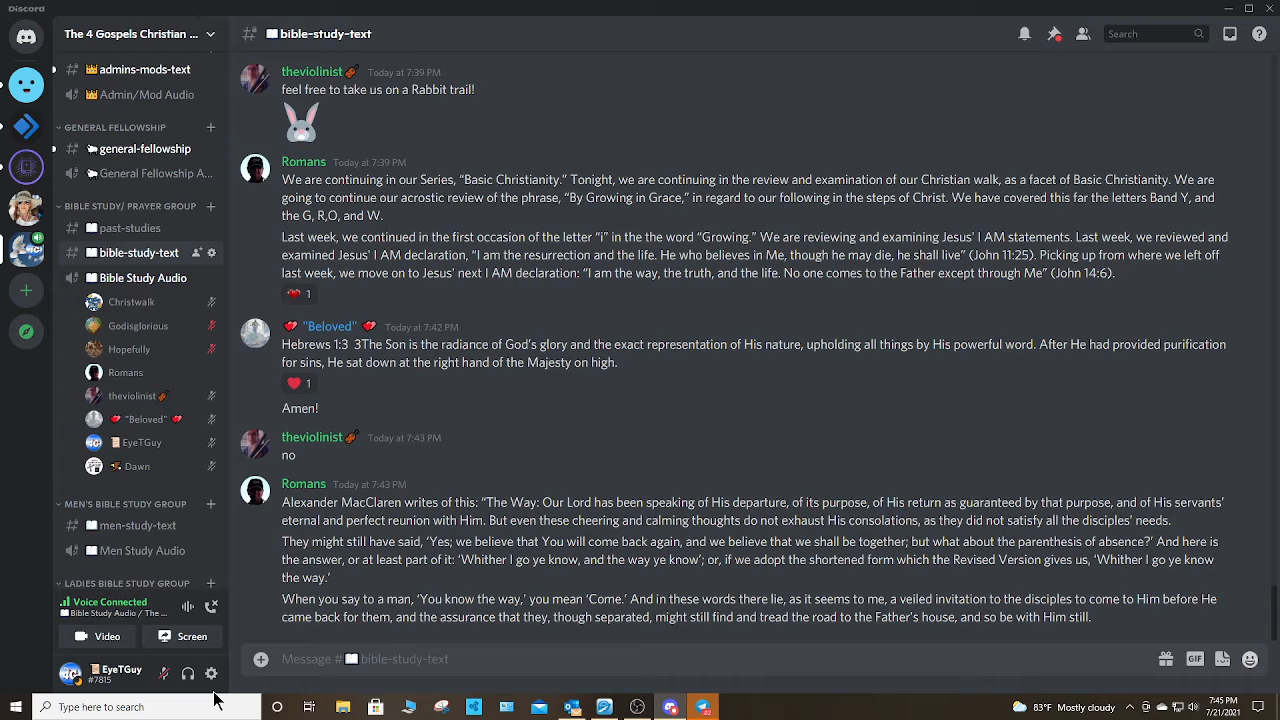 Discord
The 4 Gospels Christian ...
bible-study-text
Search
admins-mods-text
Admin/Mod Audio
GENERAL FELLOWSHIP
general-fellowship
General Fellowship A...
BIBLE STUDY/ PRAYER GROUP
past-studies
bible-study-text
Bible Study Audio
Christwalk
Godisglorious
Hopefully
Romans
theviolinist
"Beloved"
EyeTGuy
Dawn
MEN'S BIBLE STUDY GROUP
men-study-text
Men Study Audio
LADIES BIBLE STUDY GROUP
Voice Connected
Bible Study Audio / The ...
Video
Screen
EyeTGuy
#7815
theviolinist Today at 7:39 PM
feel free to take us on a Rabbit trail!
Romans Today at 7:39 PM
We are continuing in our Series, “Basic Christianity.” Tonight, we are continuing in the review and examination of our Christian walk, as a facet of Basic Christianity. We are
going to continue our acrostic review of the phrase, “By Growing in Grace,” in regard to our following in the steps of Christ. We have covered this far the letters Band Y, and
the G, R,O, and W.
Last week, we continued in the first occasion of the letter “i” in the the word “Growing.” We are reviewing and examining Jesus’ I AM statements. Last week, we reviewed and
examined Jesus’ I AM declaration, “I am the resurrection and the life. He who believes in Me, though he may die, he shall live” (John 11:25). Picking up from where we left off
last week, we move on to Jesus’ next I AM declaration: “I am the way, the truth, and the life. No one comes to the Father except through Me” (John 14:6).
1
"Beloved" Today at 7:42 PM
Hebrews 1:3 3The Son is the radiance of God’s glory and the exact representation of His nature, upholding all things by His powerful word. After He had provided purification
for sins, He sat down at the right hand of the Majesty on high.
1
Amen!
theviolinist Today at 7:43 PM
no
Romans Today at 7:43 PM
Alexander MacClaren writes of this: “The Way: Our Lord has been speaking of His departure, of its purpose, of His return as guaranteed by that purpose, and of His servants’
eternal and perfect reunion with Him. But even these cheering and calming thoughts do not exhaust His consolations, as they did not satisfy all the disciples’ needs.
They might still have said, ‘Yes; we believe that You will come back again, and we believe that we shall be together; but what about the parenthesis of absence?’ And here is
the answer, or at least part of it: ‘Whither I go ye know, and the way ye know’; or, if we adopt the shortened form which the Revised Version gives us, ‘Whither I go ye know
the way.’
When you say to a man, ‘You know the way,’ you mean ‘Come.’ And in these words there lie, as it seems to me, a veiled invitation to the disciples to come to Him before He
came back for them, and the assurance that they, though separated, might still find and tread the road to the Father’s house, and so be with Him still.
Message # bible-study-text
GIF
Type here to search
83°F Mostly cloudy
7:45 PM
7/21/2021